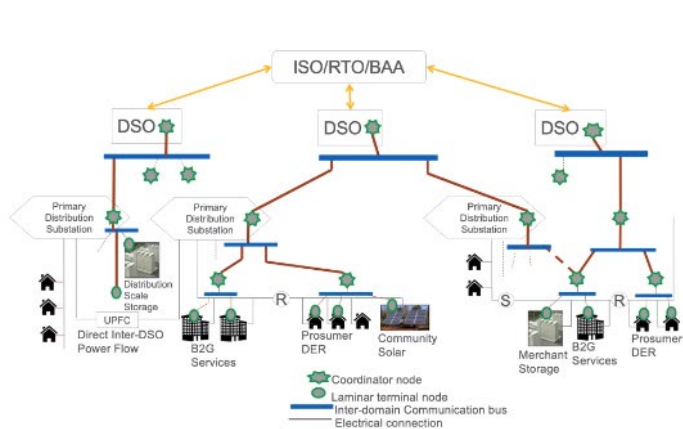 ISO/RTO/BAA
DSO
DSO
DSO
Primary
Distribution
Substation
Primary
Distribution
Substation
Primary
Distribution
Substation
Distribution
Scale
Storage
UPFC
Direct Inter-DSO
Power Flow
R
B2G
Services
Prosumer
DER
Community
Solar
S
R
Merchant
Storage
B2G
Services
Prosumer
DER
Coordinator node
Laminar terminal node
Inter-domain Communication bus
Electrical connection